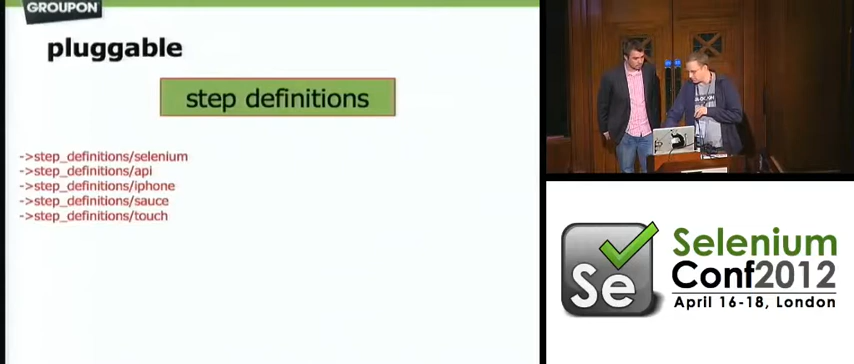 GROUPON
pluggable
step definitions
->step_definitions/selenium
->step_definitions/api
->step_definitions/iphone
->step_definitions/sauce
->step_definitions/touch
Se
Selenium
Conf2012
April 16-18, London